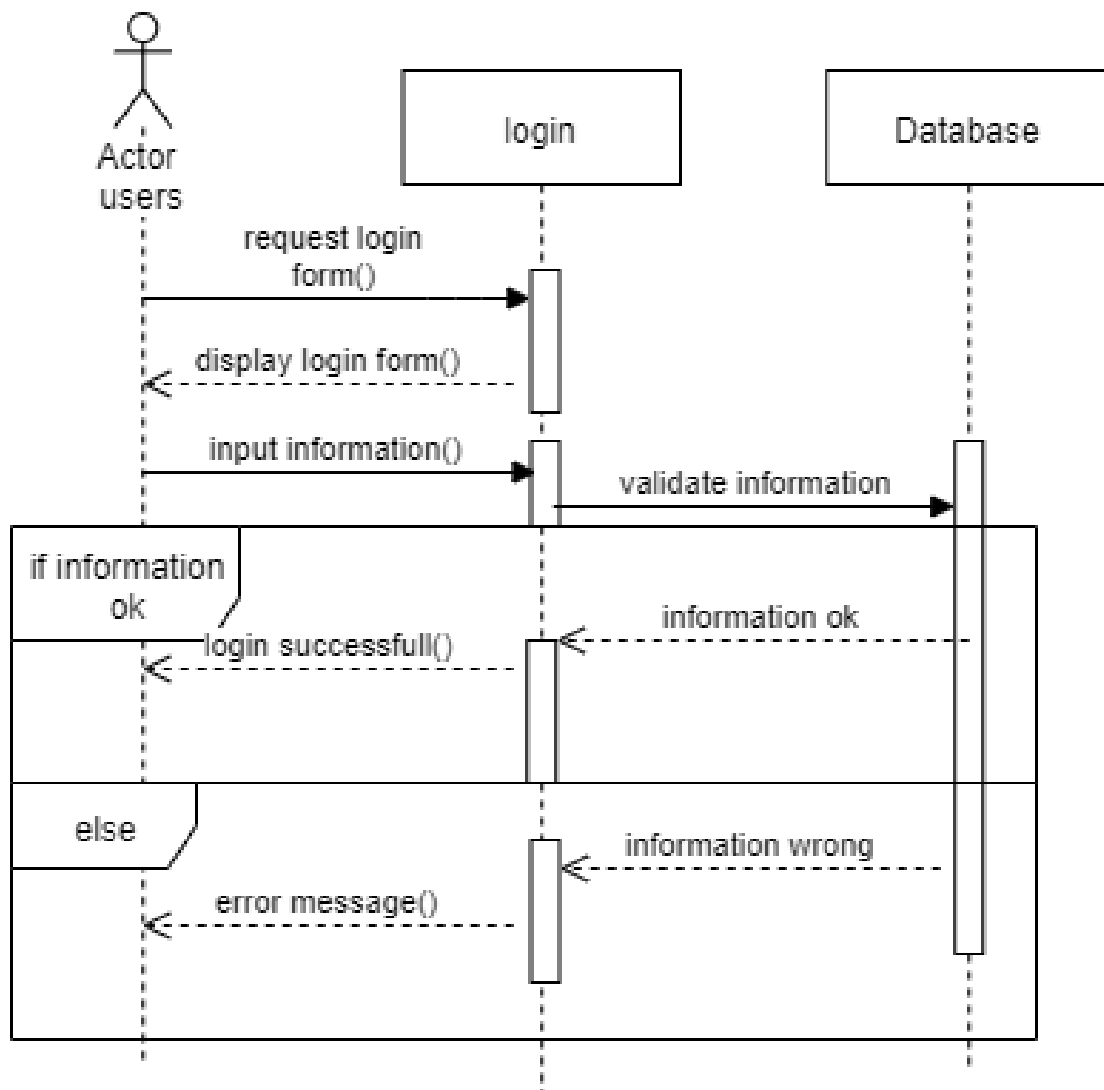 Actor
users
login
Database
request login
form()
display login form()
input information()
validate information
if information
ok
information ok
login successfull()
else
information wrong
error message()